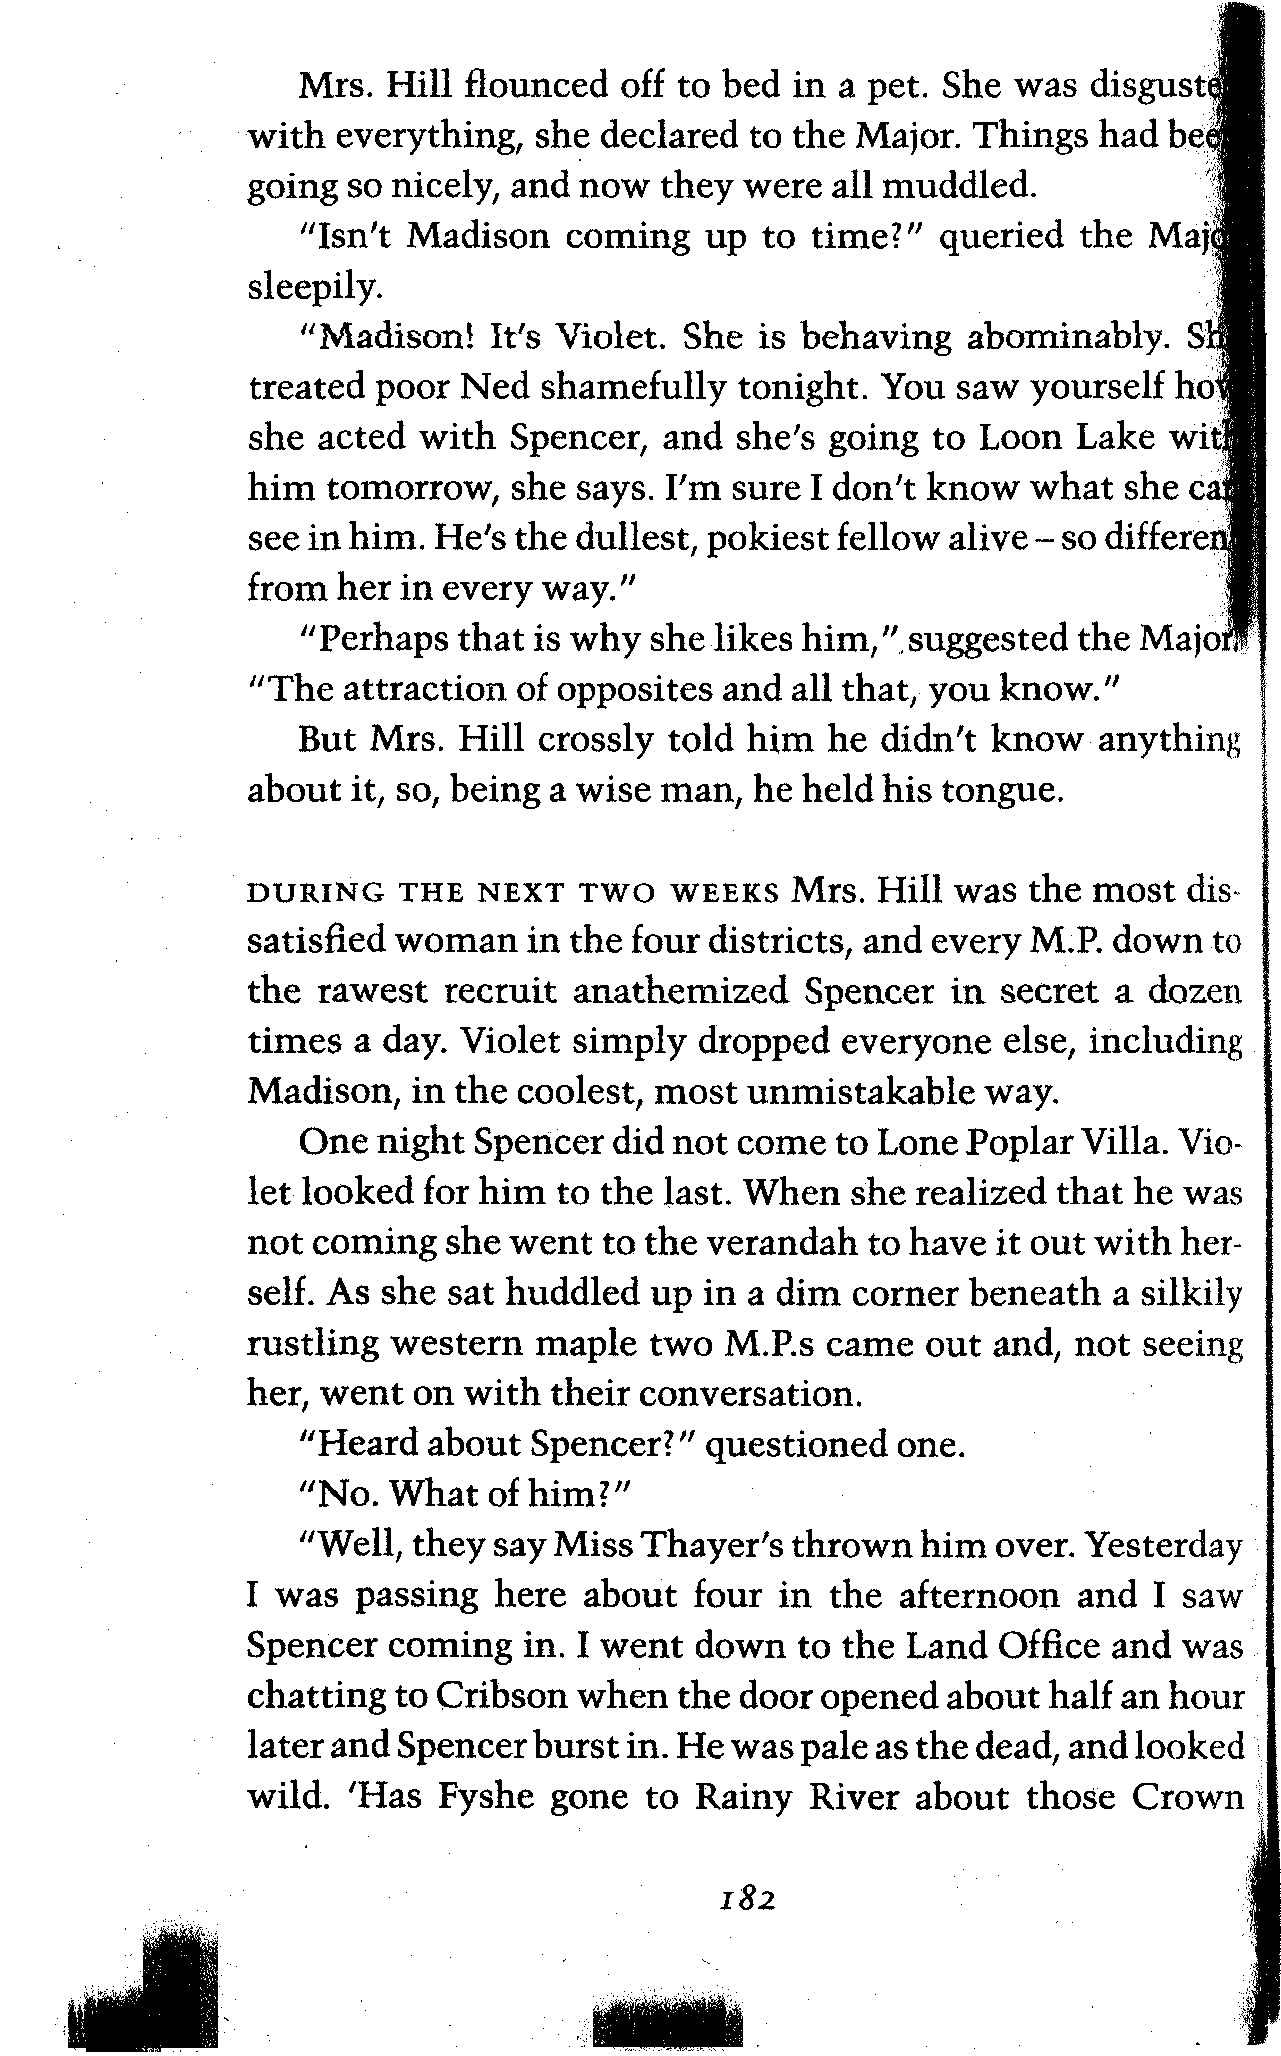 Mrs. Hill flounced off to bed in a pet. She was disguste
with everything, she declared to the Major. Things had bee
going so nicely, and now they were all muddled.
"Isn't Madison coming up to time?" queried the Majo
sleepily.
"Madison! It's Violet. She is behaving abominably. Sh
treated poor Ned shamefully tonight. You saw yourself how
she acted with Spencer, and she's going to Loon Lake with
him tomorrow, she says. I'm sure I don't know what she can
see in him. He's the dullest, pokiest fellow alive – so differen
from her in every way."
"Perhaps that is why she likes him," suggested the Major.
"The attraction of opposites and all that, you know."
But Mrs. Hill crossly told him he didn't know anything
about it, so, being a wise man, he held his tongue.
DURING THE NEXT TWO WEEKS Mrs. Hill was the most dis-
satisfied woman in the four districts, and every M.P. down to
the rawest recruit anathemized Spencer in secret a dozen
times a day. Violet simply dropped everyone else, including
Madison, in the coolest, most unmistakable way.
One night Spencer did not come to Lone Poplar Villa. Vio-
let looked for him to the last. When she realized that he was
not coming she went to the verandah to have it out with her-
self. As she sat huddled up in a dim corner beneath a silkily
rustling western maple two M.P.s came out and, not seeing
her, went on with their conversation.
"Heard about Spencer?" questioned one.
"No. What of him?"
"Well, they say Miss Thayer's thrown him over. Yesterday
I was passing here about four in the afternoon and I saw
Spencer coming in. I went down to the Land Office and was
chatting to Cribson when the door opened about half an hour
later and Spencer burst in. He was pale as the dead, and looked
wild. 'Has Fyshe gone to Rainy River about those Crown
182